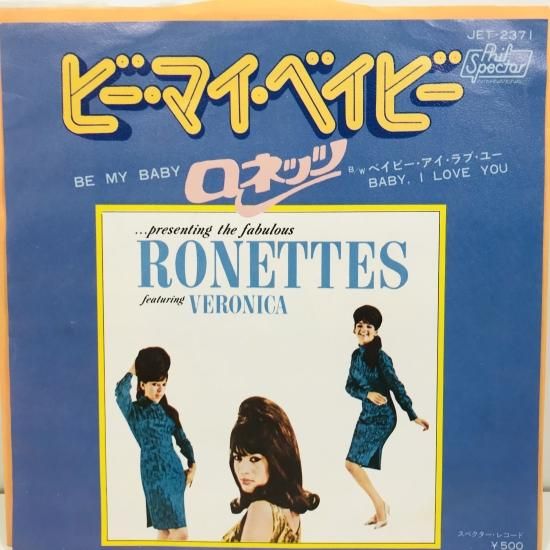 JET-2371
Phil Spector
INTERNATIONAL
ビー・マイ・ベイビー
BE MY BABY
ロネッツ
B/W ベイビー・アイ・ラブ・ユー
BABY, I LOVE YOU
...presenting the fabulous
RONETTES
featuring VERONICA
スペクター・レコード
¥500